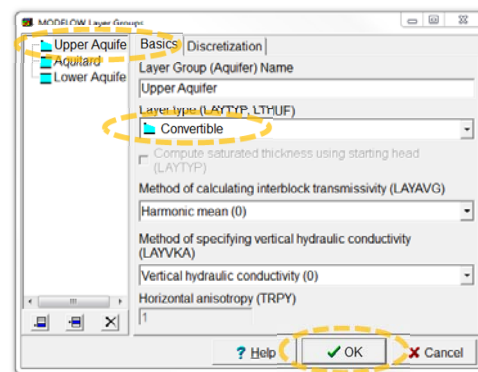 MODFLOW Layer Groups
Upper Aquife
Aquitard
Lower Aquife
Basics Discretization
Layer Group (Aquifer) Name
Upper Aquifer
Layer type (LAYTYP, LTHUF)
Convertible
Compute saturated thickness using starting head
(LAYTYP)
Method of calculating interblock transmissivity (LAYAVG)
Harmonic mean (0)
Method of specifying vertical hydraulic conductivity
(LAYVKA)
Vertical hydraulic conductivity (0)
Horizontal anisotropy (TRPY)
1
? Help
OK
Cancel